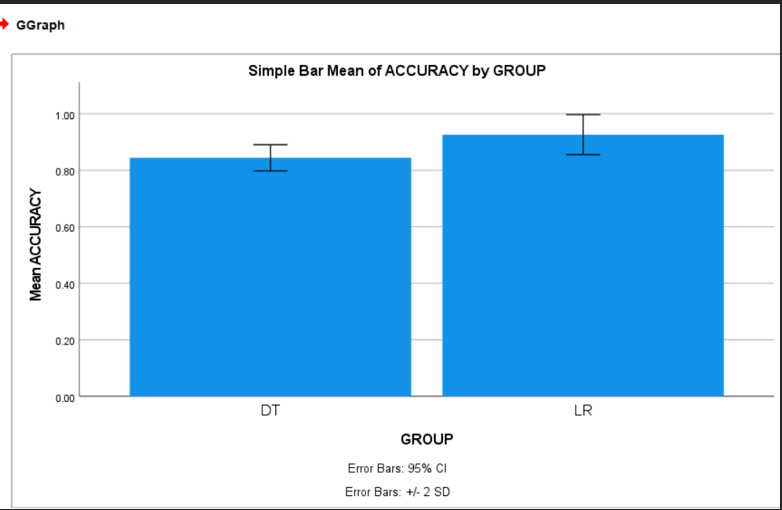 GGraph
Simple Bar Mean of ACCURACY by GROUP
Mean ACCURACY
1.00
0.80
0.60
0.40
0.20
0.00
DT LR
GROUP
Error Bars: 95% CI
Error Bars: +/- 2 SD